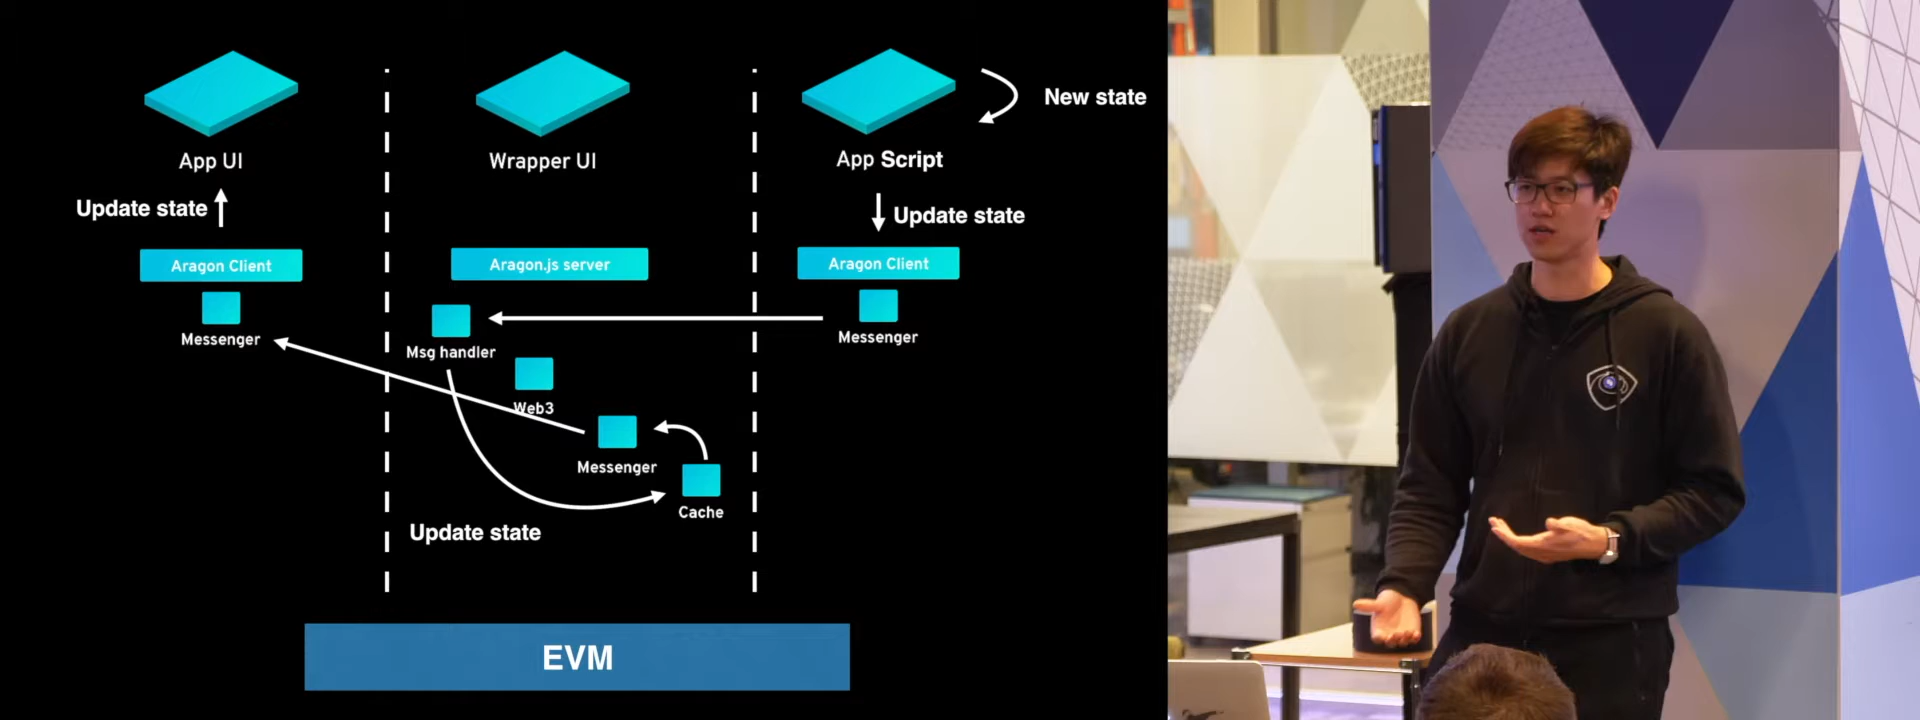 App UI
Wrapper UI
App Script
New state
Update state
Update state
Aragon Client
Aragon.js server
Aragon Client
Messenger
Msg handler
Messenger
Web3
Messenger
Cache
Update state
EVM